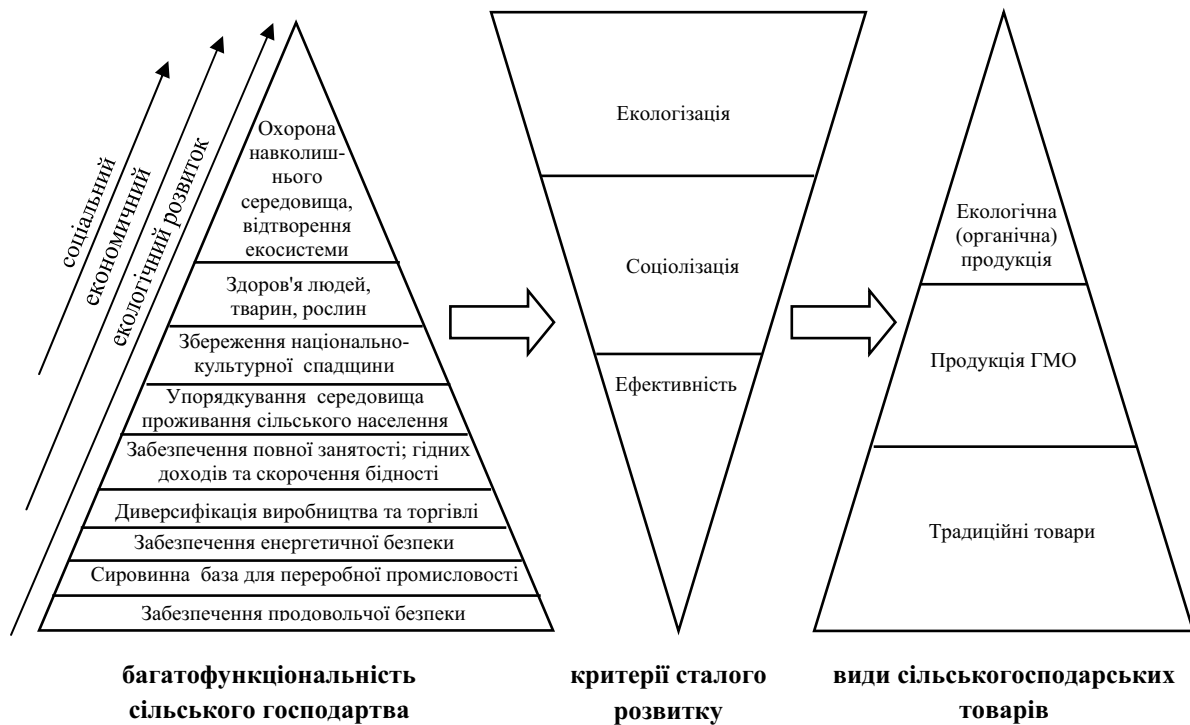 соціальний
економичний
екологічний розвиток
Охорона
навколиш-
нього
середовища,
відтворення
екосистеми
Здоров'я людей,
тварин, рослин
Збереження національно-
культурної спадщини
Упорядкування середовища
проживання сільського населення
Забезпечення повної занятості; гідних
доходів та скорочення бідності
Диверсифікація виробництва та торгівлі
Забезпечення енергетичної безпеки
Сировинна база для переробної промисловості
Забезпечення продовольчої безпеки
багатофункціональність
сільського господартва
Екологізація
Соціолізація
Ефективність
критерії сталого
розвитку
Екологічна
(органічна)
продукція
Продукція ГМО
Традиційні товари
види сільськогосподарських
товарів